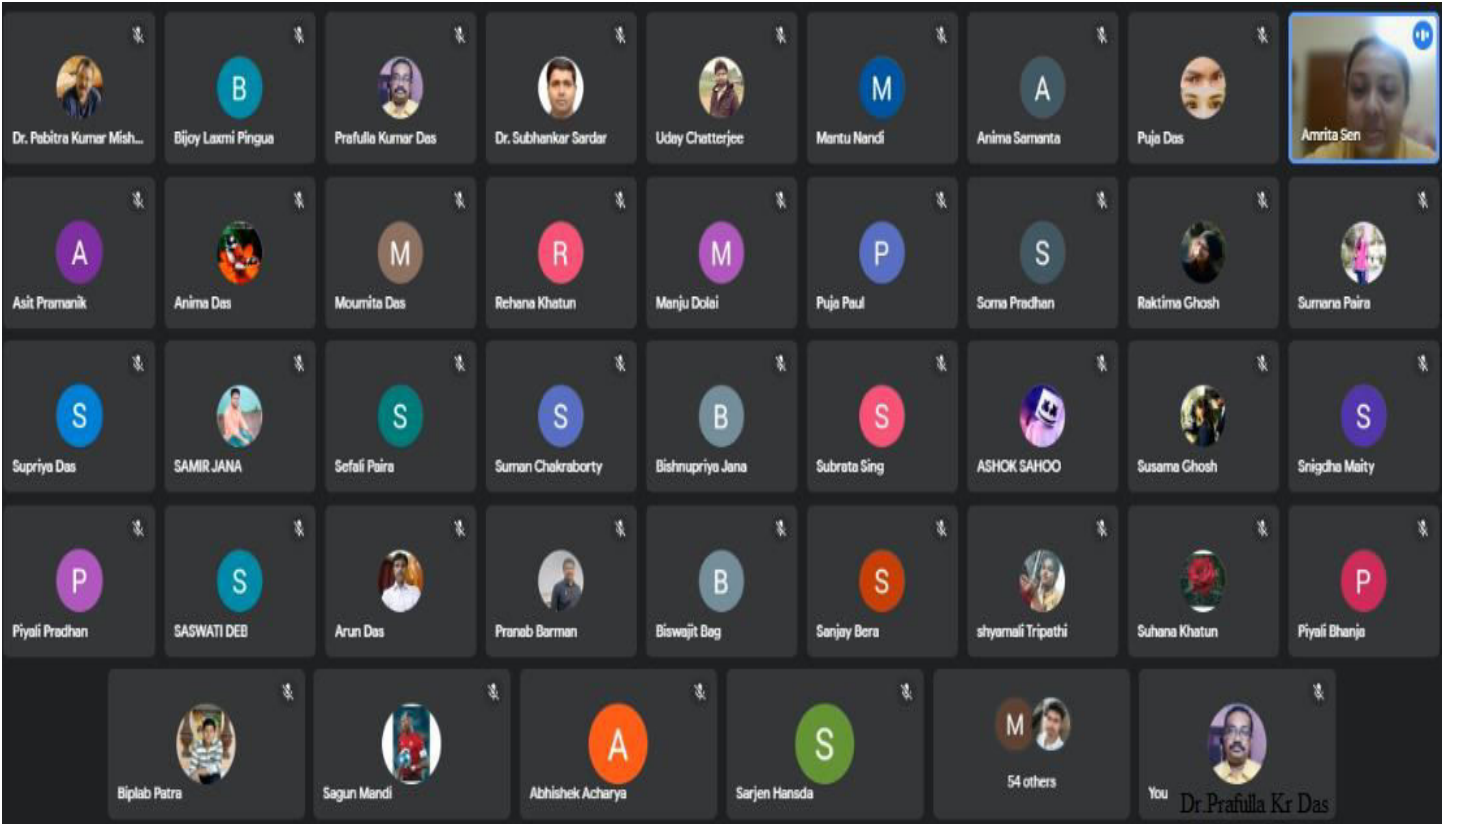 Dr. Pabitra Kumar Mish...
B
Bijoy Laxmi Pingua
Prafulla Kumar Das
Dr. Subhankar Sardar
Uday Chatterjee
M
Mantu Nandi
A
Anima Samanta
Puja Das
Amrita Sen
A
Asit Pramanik
Anima Das
M
Moumita Das
R
Rehana Khatun
M
Manju Dolai
P
Puja Paul
S
Soma Pradhan
Raktima Ghosh
Sumana Paira
S
Supriya Das
SAMIR JANA
S
Sefali Paira
S
Suman Chakraborty
B
Bishnupriya Jana
S
Subrata Sing
ASHOK SAHOO
Susama Ghosh
S
Snigdha Maity
P
Piyali Pradhan
S
SASWATI DEB
Arun Das
Pranab Barman
B
Biswajit Bag
S
Sanjay Bera
shyamali Tripathi
Suhana Khatun
P
Piyali Bhanja
Biplab Patra
Sagun Mandi
A
Abhishek Acharya
S
Sarjen Hansda
M
54 others
You
Dr.Prafulla Kr Das